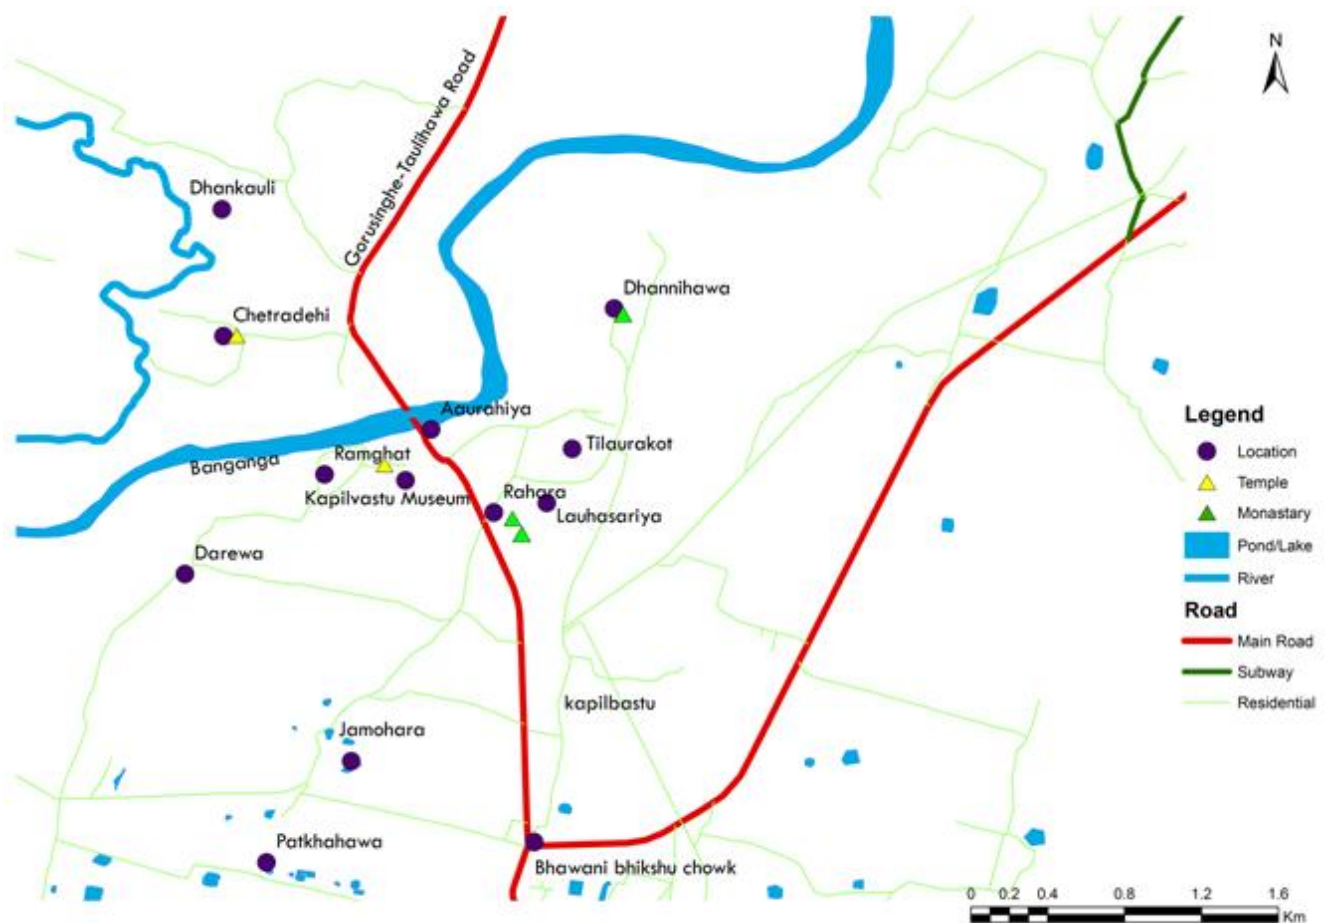 N
Gorusinghe-Taulihawa Road
Dhankauli
Dhannihawa
Chetradehi
Aaurahiya
Tilaurakot
Ramghat
Banganga
Kapilvastu Museum
Rahara
Lauhasariya
Darewa
kapilbastu
Jamohara
Patkhahawa
Bhawani bhikshu chowk
Legend
Location
Temple
Monastary
Pond/Lake
River
Road
Main Road
Subway
Residential
0 0.2 0.4 0.8 1.2 1.6
Km